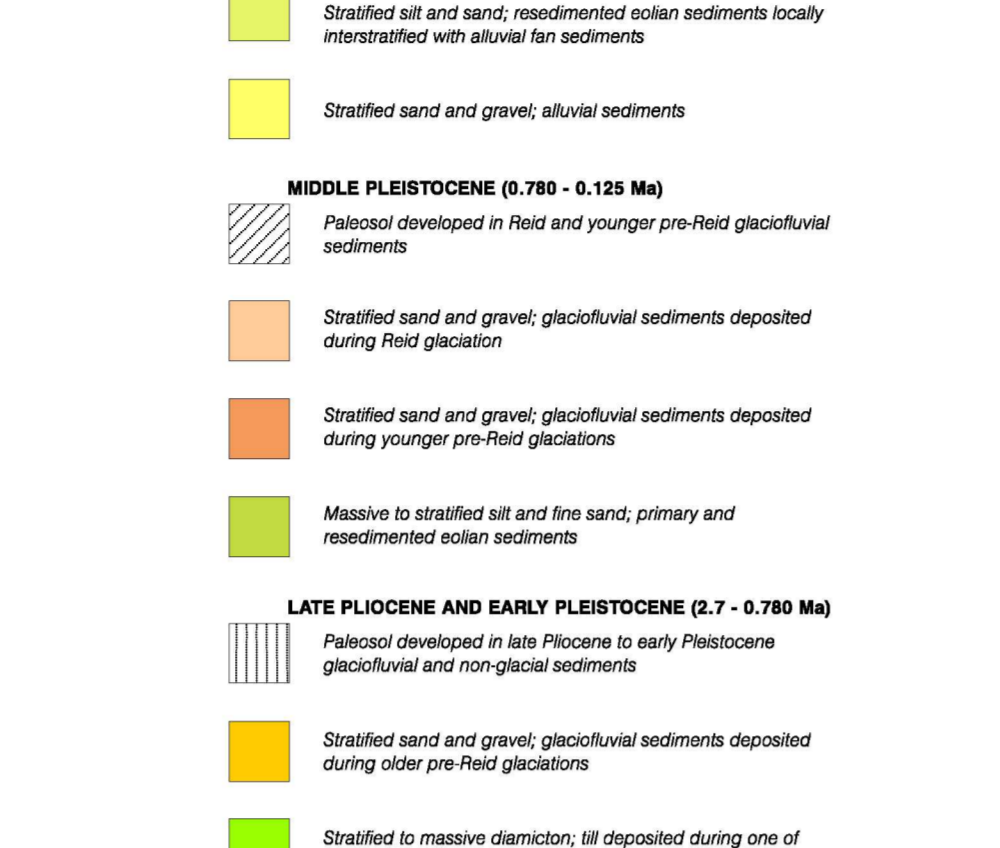 Stratified silt and sand; resedimented eolian sediments locally
interstratified with alluvial fan sediments
Stratified sand and gravel; alluvial sediments
MIDDLE PLEISTOCENE (0.780 - 0.125 Ma)
Paleosol developed in Reid and younger pre-Reid glaciofluvial
sediments
Stratified sand and gravel; glaciofluvial sediments deposited
during Reid glaciation
Stratified sand and gravel; glaciofluvial sediments deposited
during younger pre-Reid glaciations
Massive to stratified silt and fine sand; primary and
resedimented eolian sediments
LATE PLIOCENE AND EARLY PLEISTOCENE (2.7 - 0.780 Ma)
Paleosol developed in late Pliocene to early Pleistocene
glaciofluvial and non-glacial sediments
Stratified sand and gravel; glaciofluvial sediments deposited
during older pre-Reid glaciations
Stratified to massive diamicton; till deposited during one of